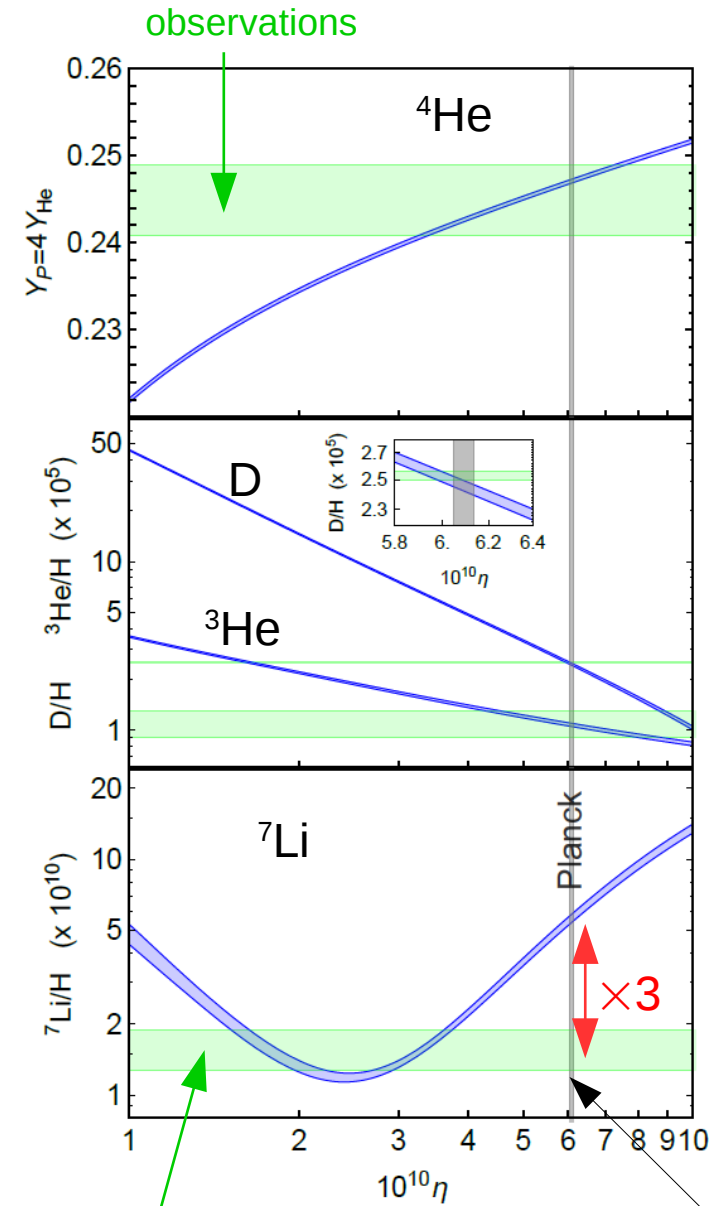 observations
0.26
⁴He
0.25
0.24
0.23
Y_P=4 Y_He
50
10
5
1
D/H ³He/H (x 10⁵)
D
³He
D/H (x 10⁵)
2.7
2.5
2.3
5.8 6. 6.2 6.4
10¹⁰η
20
10
5
2
1
⁷Li/H (x 10¹⁰)
⁷Li
Planck
×3
1 2 3 4 5 6 7 8 9 10
10¹⁰η